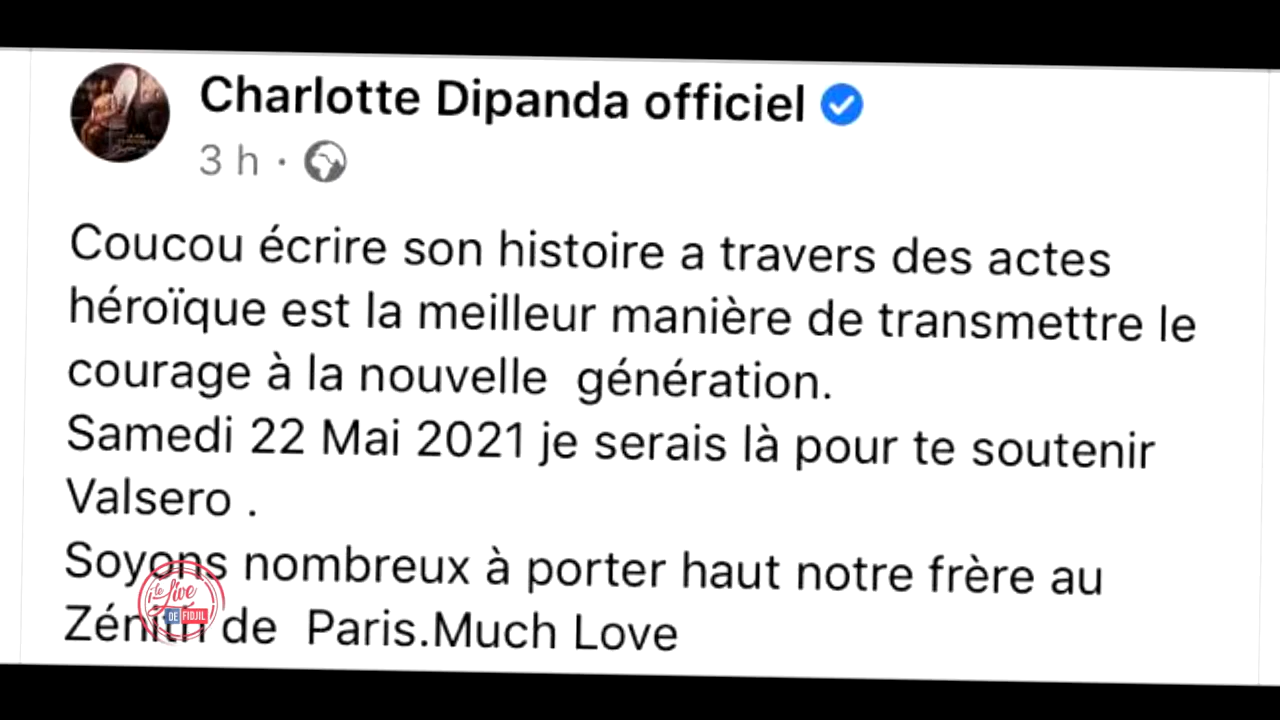 Charlotte Dipanda officiel
3 h ·
Coucou écrire son histoire a travers des actes
héroïque est la meilleur manière de transmettre le
courage à la nouvelle génération.
Samedi 22 Mai 2021 je serais là pour te soutenir
Valsero .
Soyons nombreux à porter haut notre frère au
Zénith de Paris.Much Love
le Live
DE FIDJIL